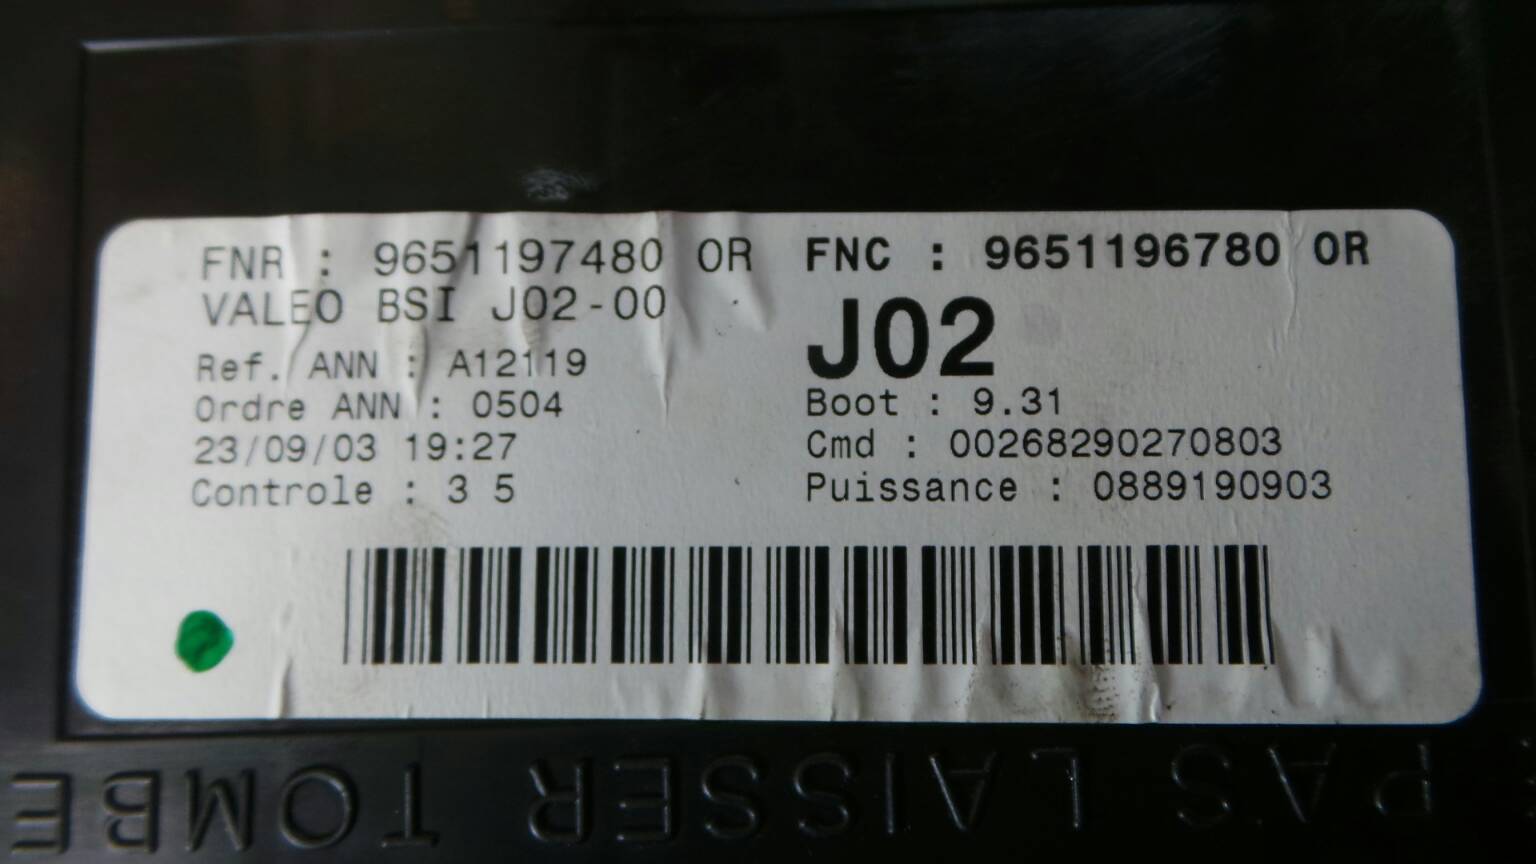 FNR : 9651197480 OR
VALEO BSI J02-00
Ref. ANN : A12119
Ordre ANN : 0504
23/09/03 19:27
Controle : 3 5
FNC : 9651196780 OR
J02
Boot : 9.31
Cmd : 00268290270803
Puissance : 0889190903
PAS LAISSER TOMBE